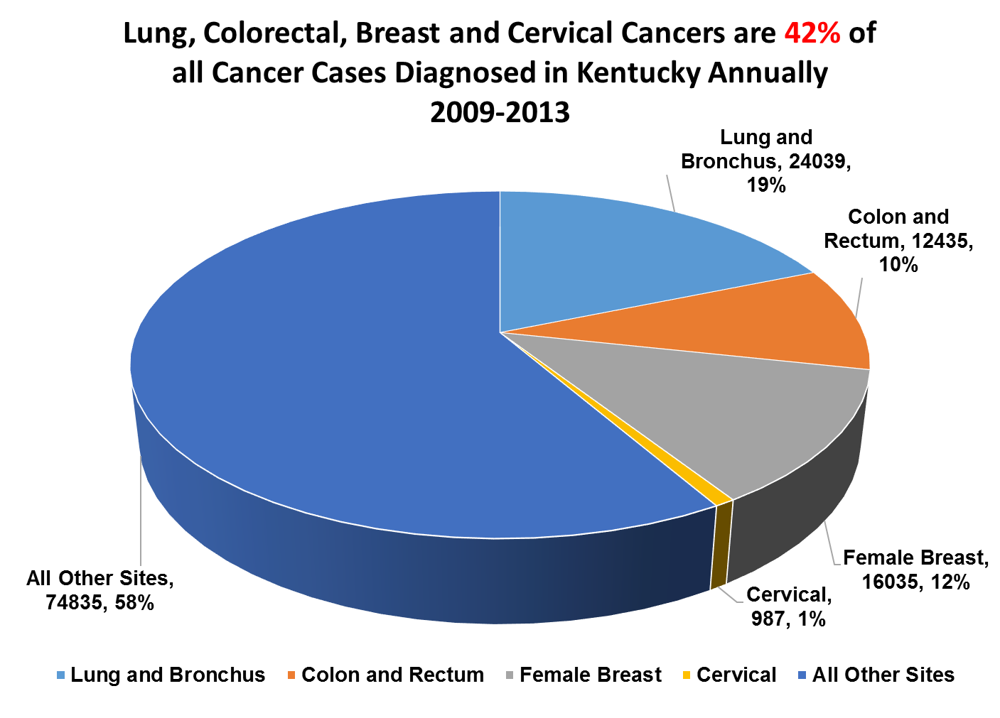 Lung, Colorectal, Breast and Cervical Cancers are 42% of
all Cancer Cases Diagnosed in Kentucky Annually
2009-2013
Lung and
Bronchus, 24039,
19%
Colon and
Rectum, 12435,
10%
Female Breast,
16035, 12%
Cervical,
987, 1%
All Other Sites,
74835, 58%
Lung and Bronchus Colon and Rectum Female Breast Cervical All Other Sites